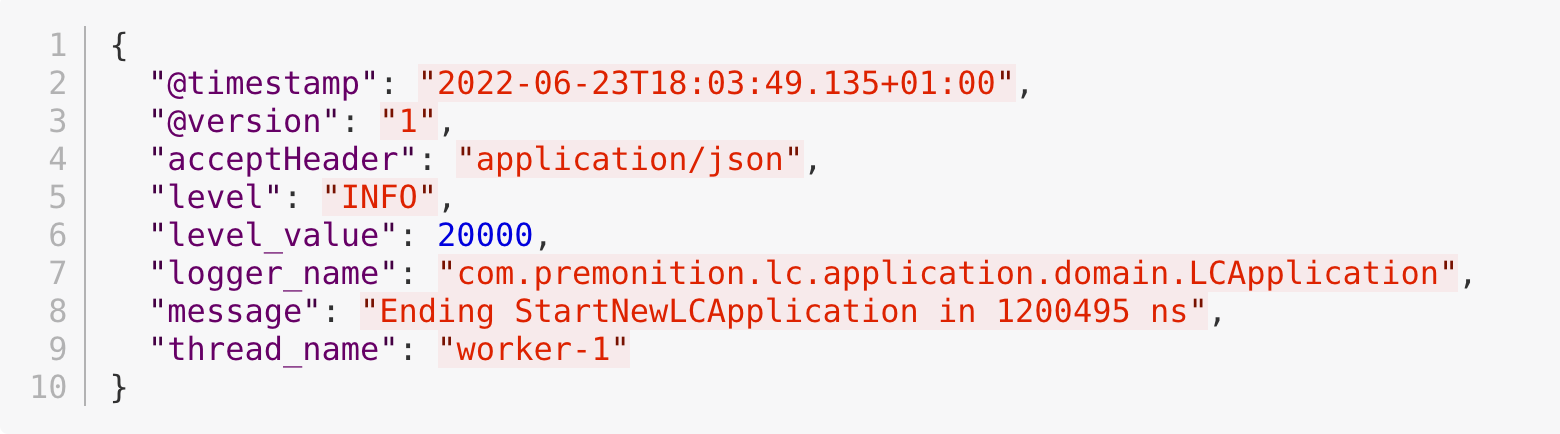 1 {
2   "@timestamp": "2022-06-23T18:03:49.135+01:00",
3   "@version": "1",
4   "acceptHeader": "application/json",
5   "level": "INFO",
6   "level_value": 20000,
7   "logger_name": "com.premonition.lc.application.domain.LCApplication",
8   "message": "Ending StartNewLCApplication in 1200495 ns",
9   "thread_name": "worker-1"
10 }